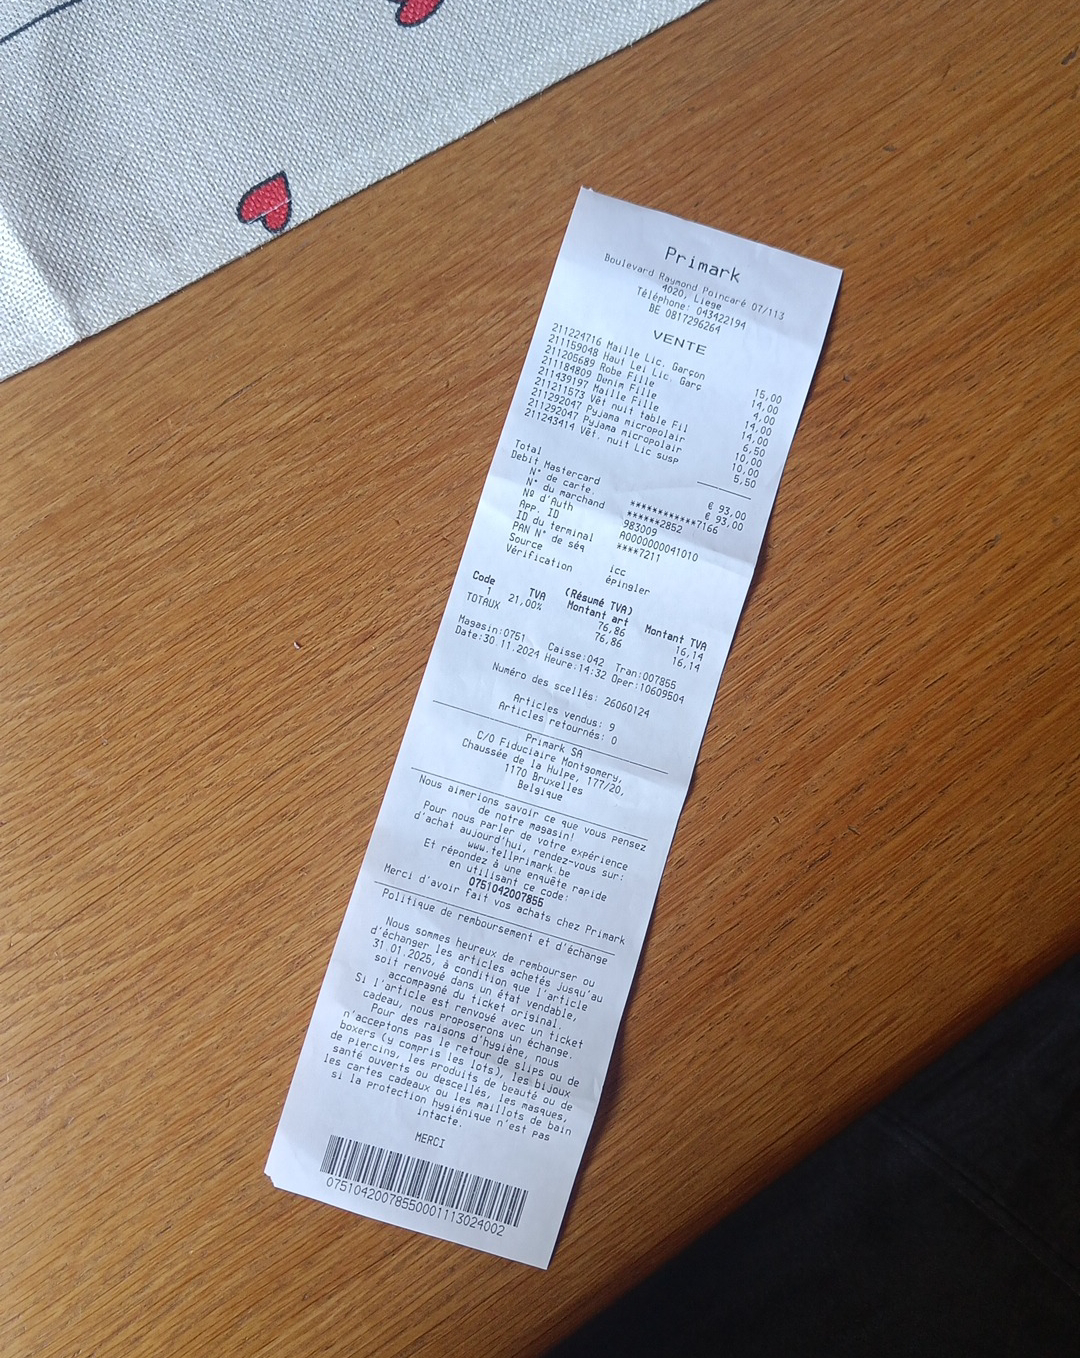 Primark
Boulevard Raymond Poincaré 07/113
4020, Liege
Téléphone: 043422194
BE 0817296264
VENTE
211224716 Maille Lic. Garçon 15,00
211159048 Haut Lei Lic. Garç 14,00
211205689 Robe Fille 4,00
211184809 Denim Fille 14,00
211439197 Maille Fille 14,00
211211573 Vêt nuit table Fil 6,50
211292047 Pyjama micropolair 10,00
211292047 Pyjama micropolair 10,00
211243414 Vêt. nuit Lic susp 5,50
Total € 93,00
Debit Mastercard € 93,00
N° de carte. ************7166
N° du marchand ******2852
Nº d'Auth 983009
App. ID A0000000041010
ID du terminal ****7211
PAN N° de séq
Source icc
Vérification épingler
(Résumé TVA)
Code TVA Montant art Montant TVA
1 21,00% 76,86 16,14
TOTAUX 76,86 16,14
Magasin:0751 Caisse:042 Tran:007855
Date:30.11.2024 Heure:14:32 Oper:10609504
Numéro des scellés: 26060124
Articles vendus: 9
Articles retournés: 0
Primark SA
C/O Fiduciaire Montgomery,
Chaussée de la Hulpe, 177/20,
1170 Bruxelles
Belgique
Nous aimerions savoir ce que vous pensez
de notre magasin!
Pour nous parler de votre expérience
d'achat aujourd'hui, rendez-vous sur:
www.tellprimark.be
Et répondez à une enquête rapide
en utilisant ce code:
0751042007855
Merci d'avoir fait vos achats chez Primark
Politique de remboursement et d'échange
Nous sommes heureux de rembourser ou
d'échanger les articles achetés jusqu'au
31.01.2025, à condition que l'article
soit renvoyé dans un état vendable,
accompagné du ticket original.
Si l'article est renvoyé avec un ticket
cadeau, nous proposerons un échange.
Pour des raisons d'hygiène, nous
n'acceptons pas le retour de slips ou de
boxers (y compris les lots), les bijoux
de piercing, les produits de beauté ou de
santé ouverts ou descellés, les masques,
les cartes cadeaux ou les maillots de bain
si la protection hygiénique n'est pas
intacte.
MERCI
0751042007855000111302​4002